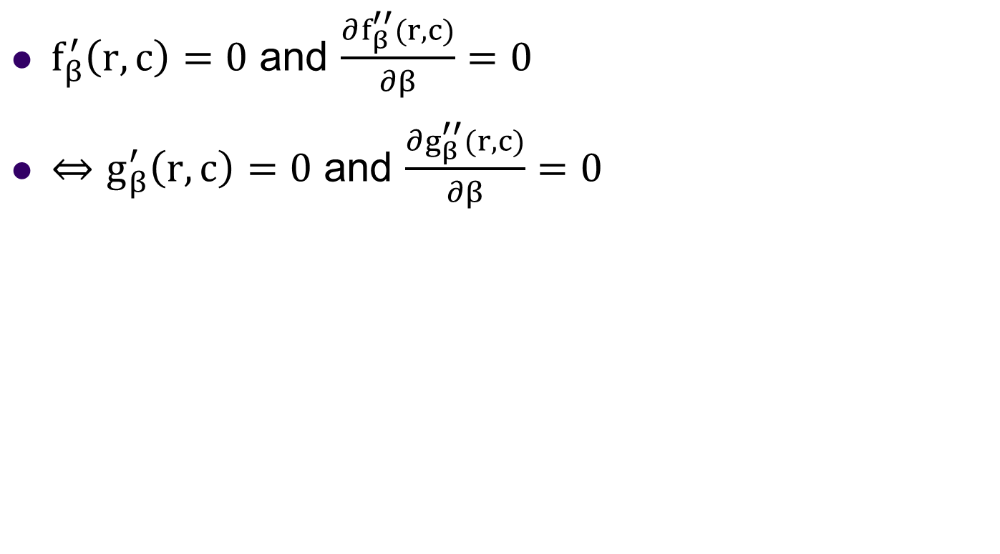 • f′β(r, c) = 0 and ∂f′′β(r,c)/∂β = 0
• ⇔ g′β(r, c) = 0 and ∂g′′β(r,c)/∂β = 0